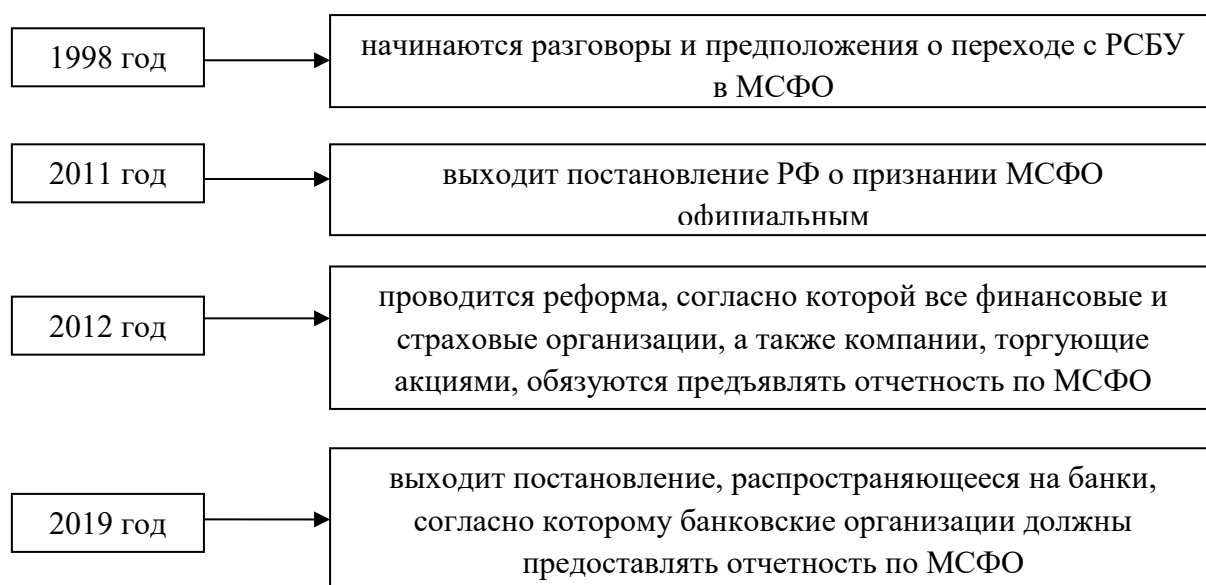 1998 год
начинаются разговоры и предположения о переходе с РСБУ
в МСФО
2011 год
выходит постановление РФ о признании МСФО
официальным
2012 год
проводится реформа, согласно которой все финансовые и
страховые организации, а также компании, торгующие
акциями, обязуются предъявлять отчетность по МСФО
2019 год
выходит постановление, распространяющееся на банки,
согласно которому банковские организации должны
предоставлять отчетность по МСФО